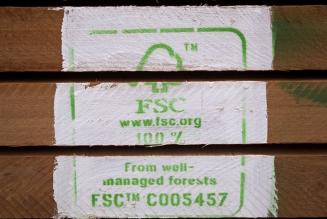 TM
FSC
www.fsc.org
100 %
From well-
managed forests
FSC™ C005457